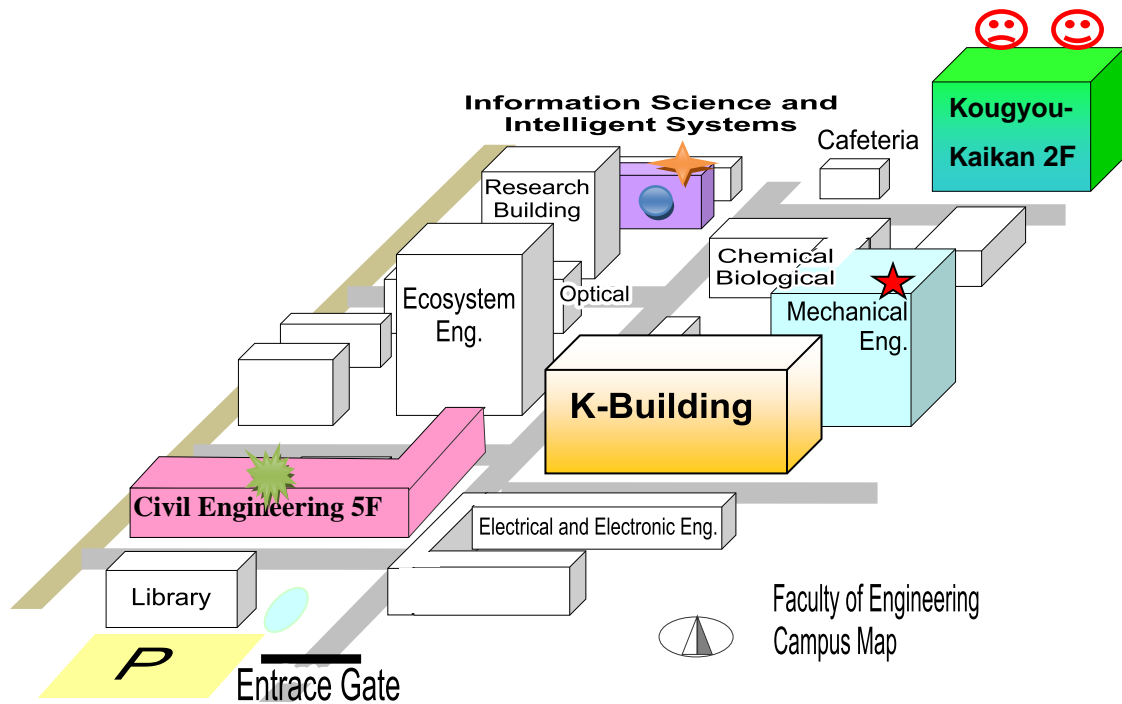 Information Science and
Intelligent Systems
Cafeteria
Kougyou-
Kaikan 2F
Research
Building
Chemical
Biological
Ecosystem
Eng.
Optical
Mechanical
Eng.
K-Building
Civil Engineering 5F
Electrical and Electronic Eng.
Library
P
Entrace Gate
Faculty of Engineering
Campus Map